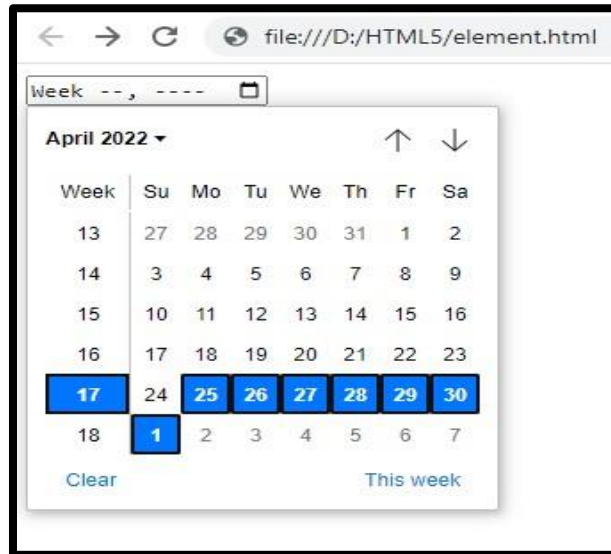 file:///D:/HTML5/element.html
Week --, ----
April 2022
Week Su Mo Tu We Th Fr Sa
13 27 28 29 30 31 1 2
14 3 4 5 6 7 8 9
15 10 11 12 13 14 15 16
16 17 18 19 20 21 22 23
17 24 25 26 27 28 29 30
18 1 2 3 4 5 6 7
Clear This week